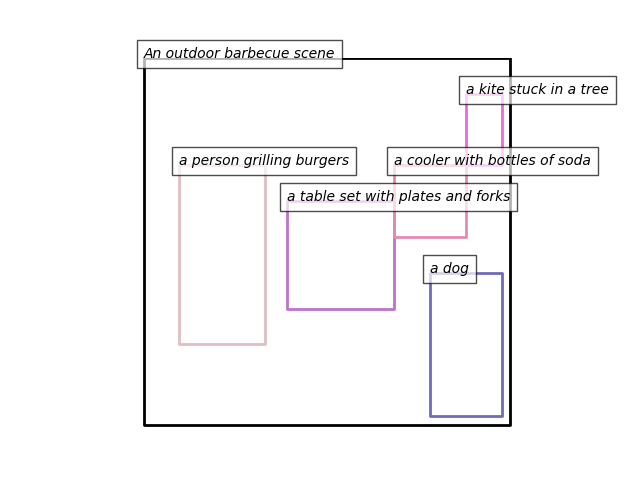 An outdoor barbecue scene
a kite stuck in a tree
a person grilling burgers
a cooler with bottles of soda
a table set with plates and forks
a dog